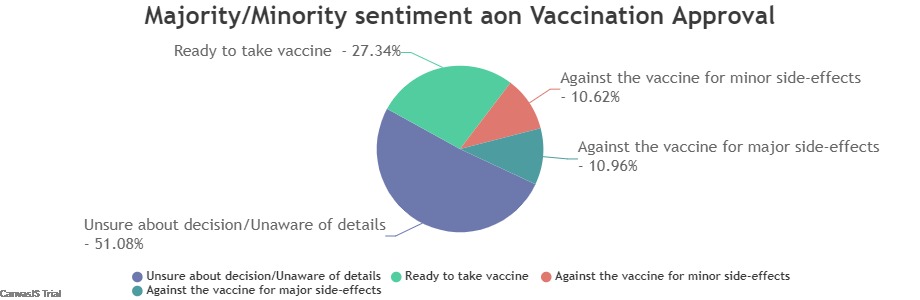 Majority/Minority sentiment aon Vaccination Approval
Ready to take vaccine - 27.34%
Against the vaccine for minor side-effects
- 10.62%
Against the vaccine for major side-effects
- 10.96%
Unsure about decision/Unaware of details
- 51.08%
Unsure about decision/Unaware of details Ready to take vaccine Against the vaccine for minor side-effects
Against the vaccine for major side-effects
CanvasJS Trial